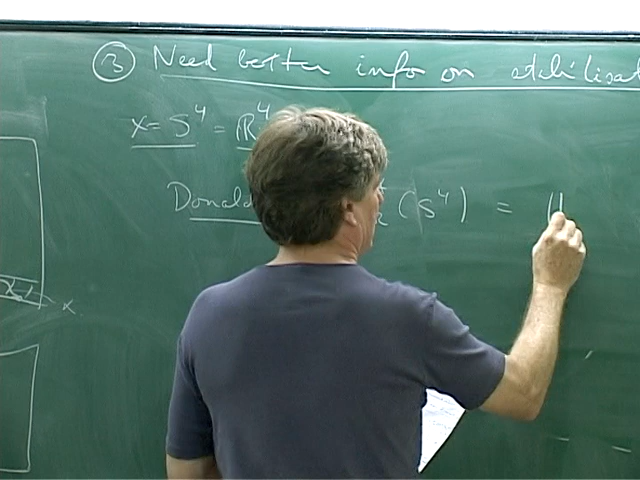 ③ Need better info on stabilisat
X = S⁴ = ℝ⁴
Donald (S⁴) = (
x